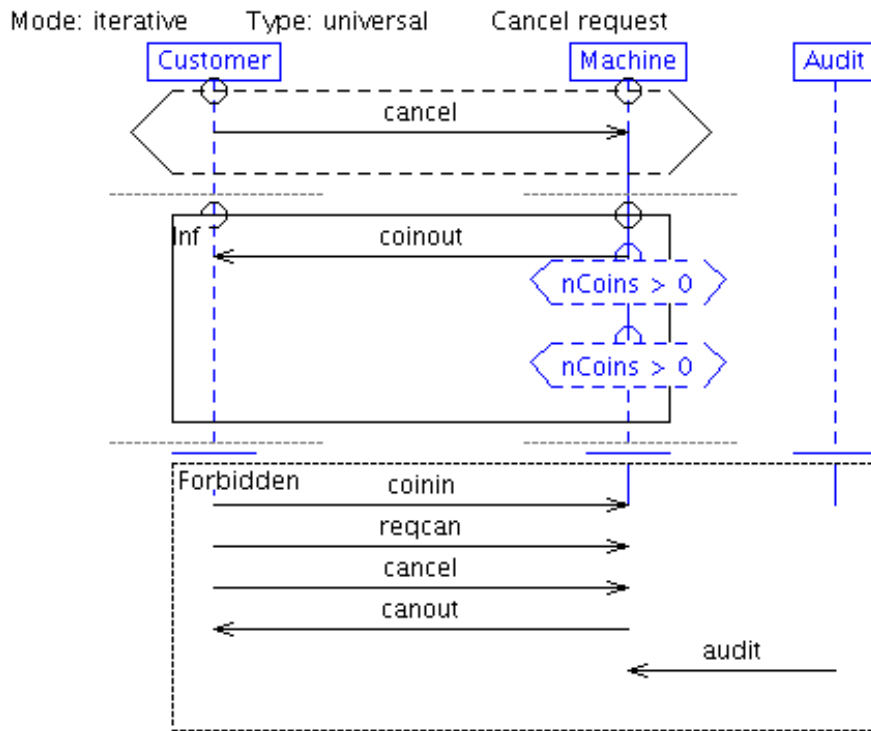 Mode: iterative Type: universal Cancel request
Customer Machine Audit
cancel
Inf
coinout
nCoins > 0
nCoins > 0
Forbidden
coinin
reqcan
cancel
canout
audit